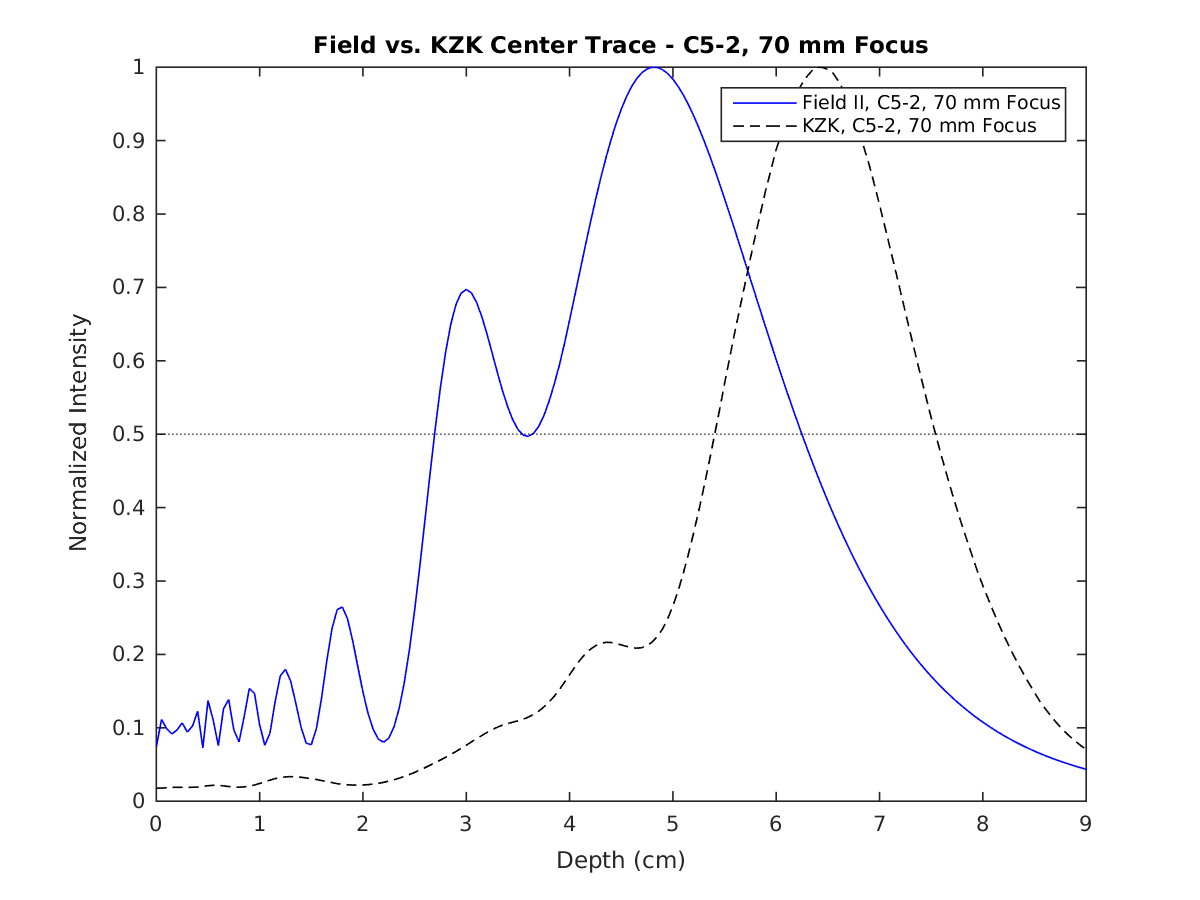 Field vs. KZK Center Trace - C5-2, 70 mm Focus
Field II, C5-2, 70 mm Focus
KZK, C5-2, 70 mm Focus
Normalized Intensity
1
0.9
0.8
0.7
0.6
0.5
0.4
0.3
0.2
0.1
0
0 1 2 3 4 5 6 7 8 9
Depth (cm)